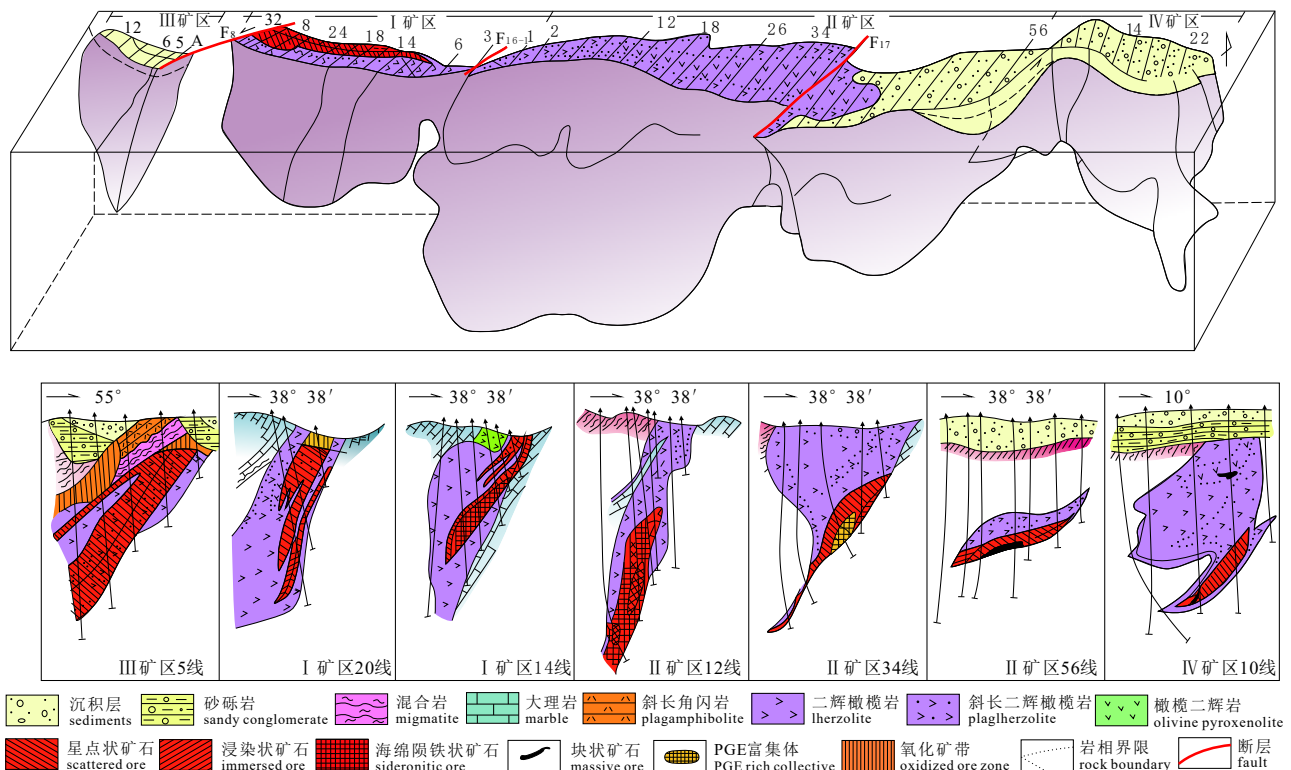 III矿区
I 矿区
II矿区
IV矿区
12
6 5 A
F8
32
8
24
18
14
6
3
F16-1
1
2
12
18
26
34
F17
56
14
22
55°
38° 38′
38° 38′
38° 38′
38° 38′
38° 38′
10°
III矿区5线
I 矿区20线
I 矿区14线
II矿区12线
II矿区34线
II矿区56线
IV矿区10线
沉积层
sediments
砂砾岩
sandy conglomerate
混合岩
migmatite
大理岩
marble
斜长角闪岩
plagamphibolite
二辉橄榄岩
lherzolite
斜长二辉橄榄岩
plaglherzolite
橄榄二辉岩
olivine pyroxenolite
星点状矿石
scattered ore
浸染状矿石
immersed ore
海绵陨铁状矿石
sideronitic ore
块状矿石
massive ore
PGE富集体
PGE rich collective
氧化矿带
oxidized ore zone
岩相界限
rock boundary
断层
fault